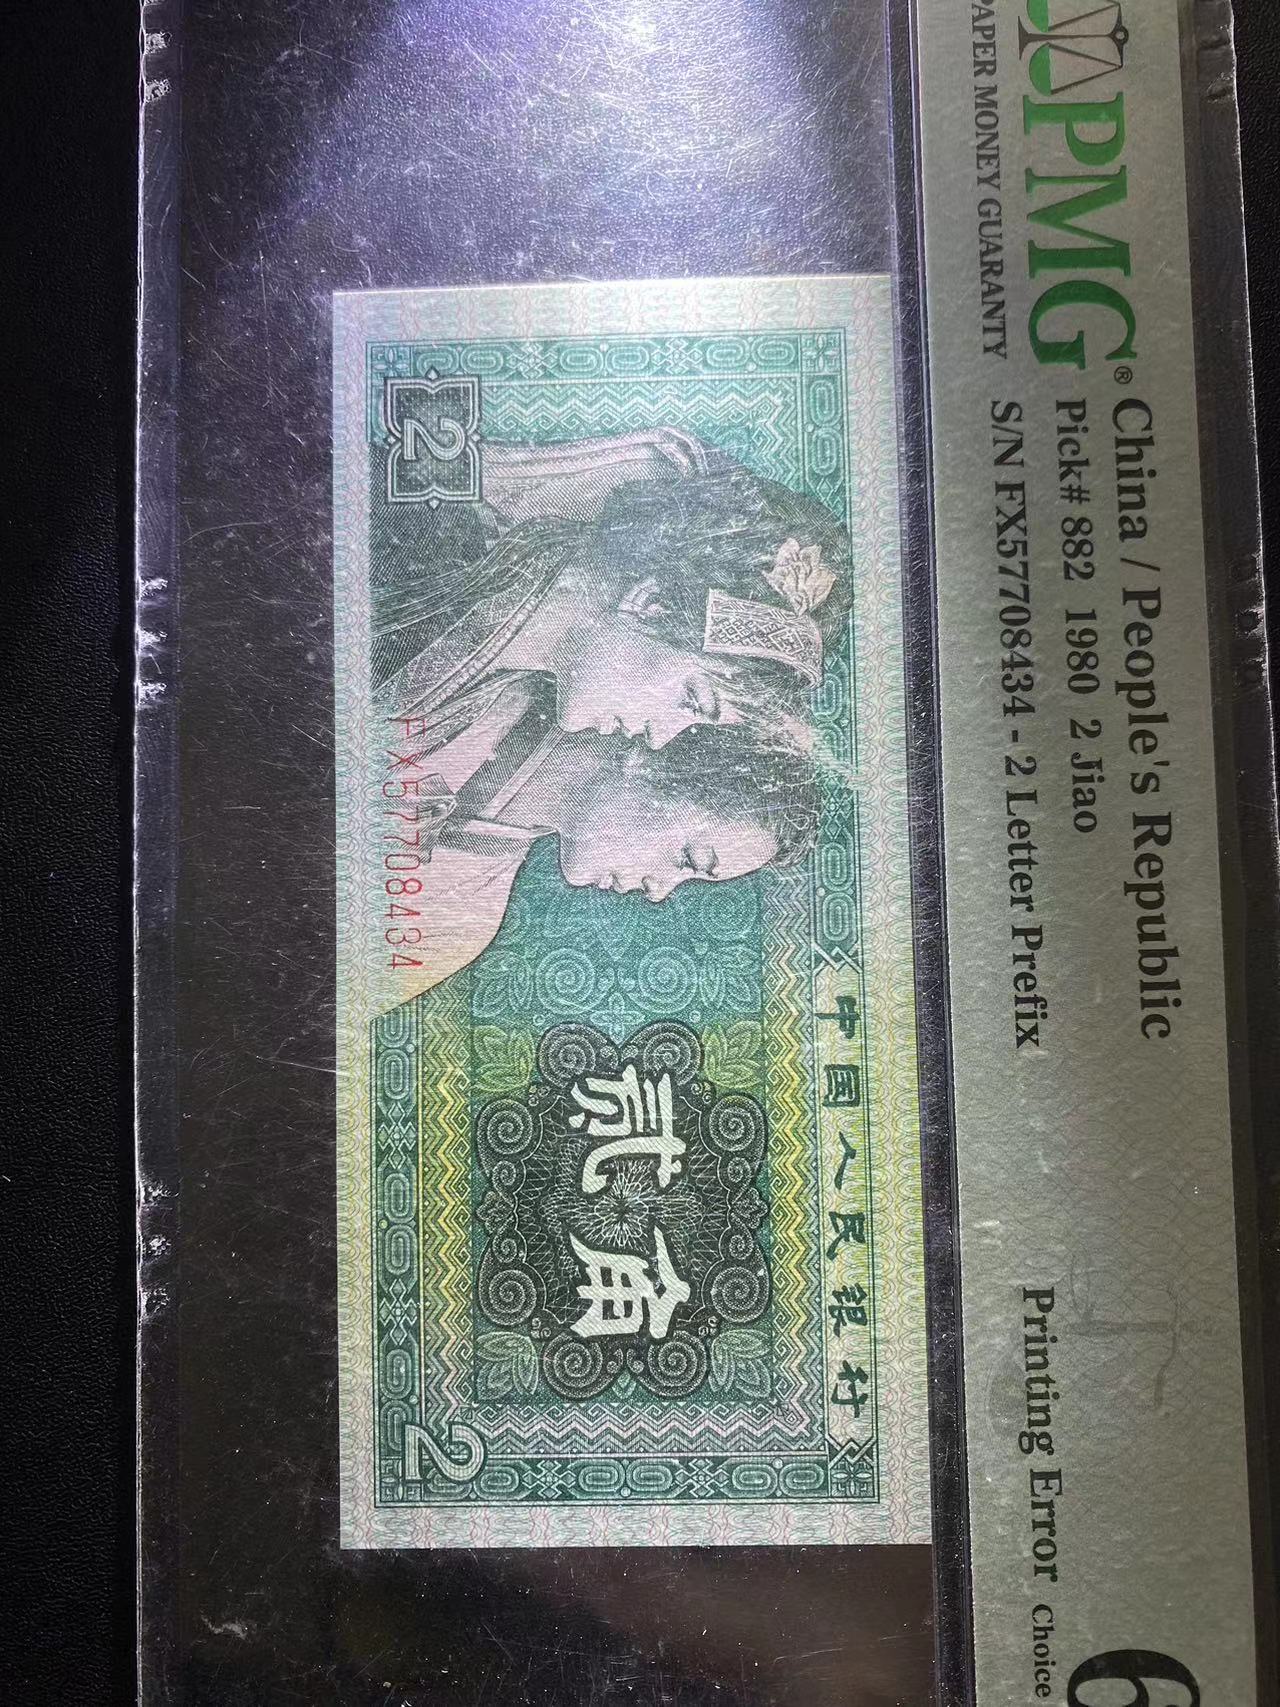 PMG®
PAPER MONEY GUARANTY
China / People's Republic
Pick# 882 1980 2 Jiao
S/N FX57708434 - 2 Letter Prefix
Printing Error Choice
6
中国人民银行
贰角
2
2
FX57708434